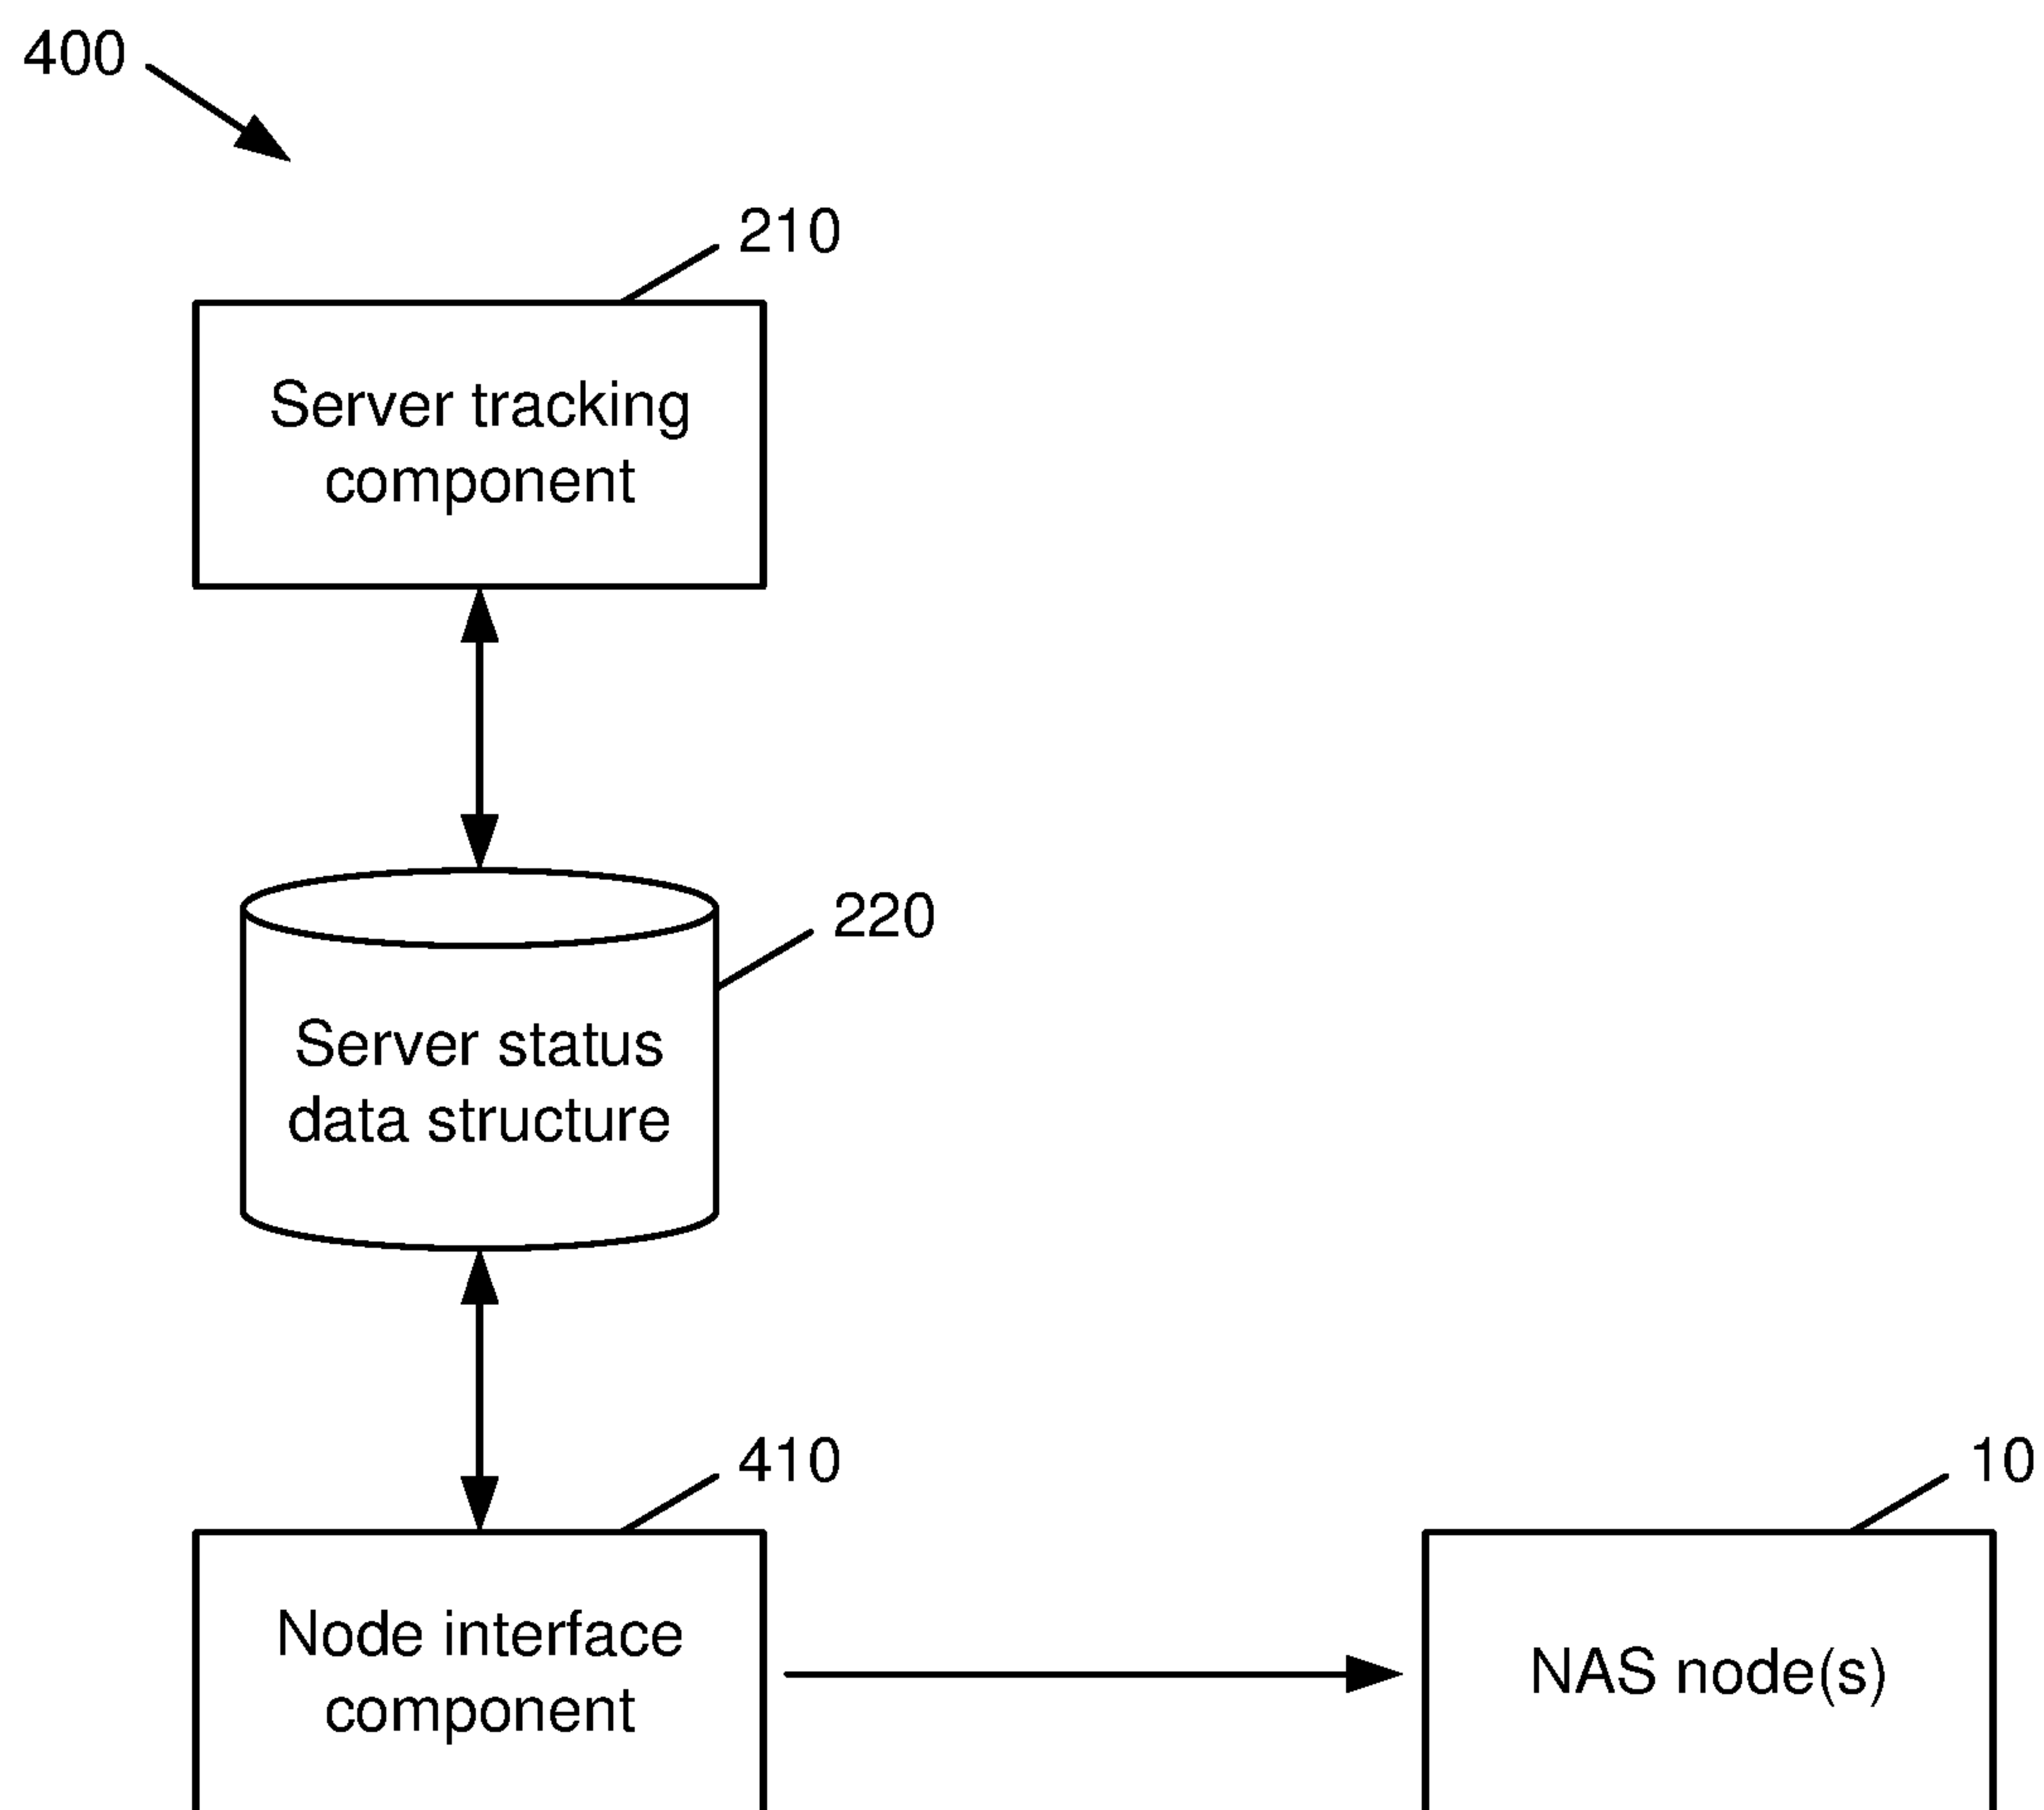 400
210
Server tracking
component
220
Server status
data structure
410
10
Node interface
component
NAS node(s)